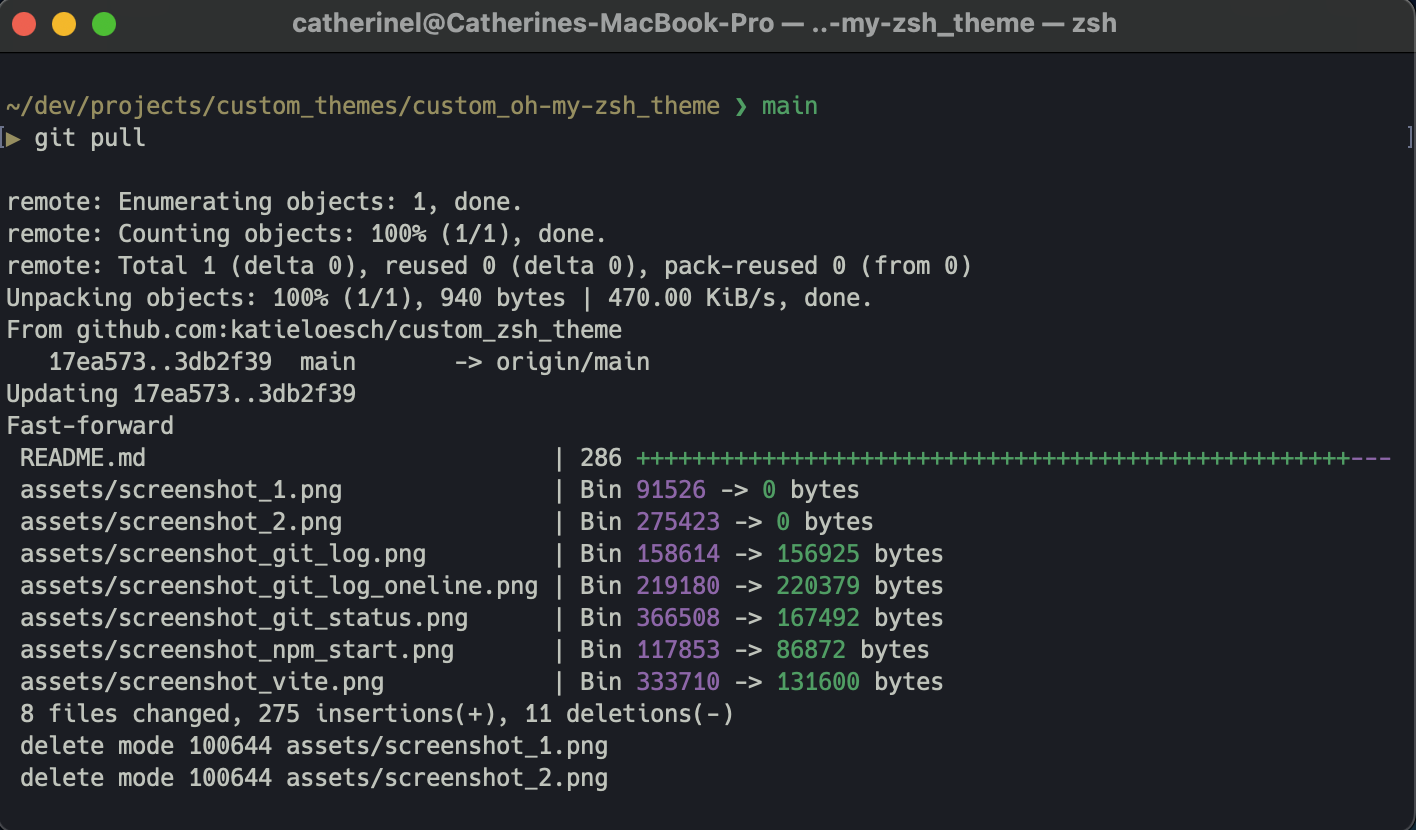 catherinel@Catherines-MacBook-Pro — ..-my-zsh_theme — zsh
~/dev/projects/custom_themes/custom_oh-my-zsh_theme ❯ main
[▶ git pull ]
remote: Enumerating objects: 1, done.
remote: Counting objects: 100% (1/1), done.
remote: Total 1 (delta 0), reused 0 (delta 0), pack-reused 0 (from 0)
Unpacking objects: 100% (1/1), 940 bytes | 470.00 KiB/s, done.
From github.com:katieloesch/custom_zsh_theme
   17ea573..3db2f39  main       -> origin/main
Updating 17ea573..3db2f39
Fast-forward
 README.md                             | 286 +++++++++++++++++++++++++++++++++++++++++++++++++++---
 assets/screenshot_1.png               | Bin 91526 -> 0 bytes
 assets/screenshot_2.png               | Bin 275423 -> 0 bytes
 assets/screenshot_git_log.png         | Bin 158614 -> 156925 bytes
 assets/screenshot_git_log_oneline.png | Bin 219180 -> 220379 bytes
 assets/screenshot_git_status.png      | Bin 366508 -> 167492 bytes
 assets/screenshot_npm_start.png       | Bin 117853 -> 86872 bytes
 assets/screenshot_vite.png            | Bin 333710 -> 131600 bytes
 8 files changed, 275 insertions(+), 11 deletions(-)
 delete mode 100644 assets/screenshot_1.png
 delete mode 100644 assets/screenshot_2.png